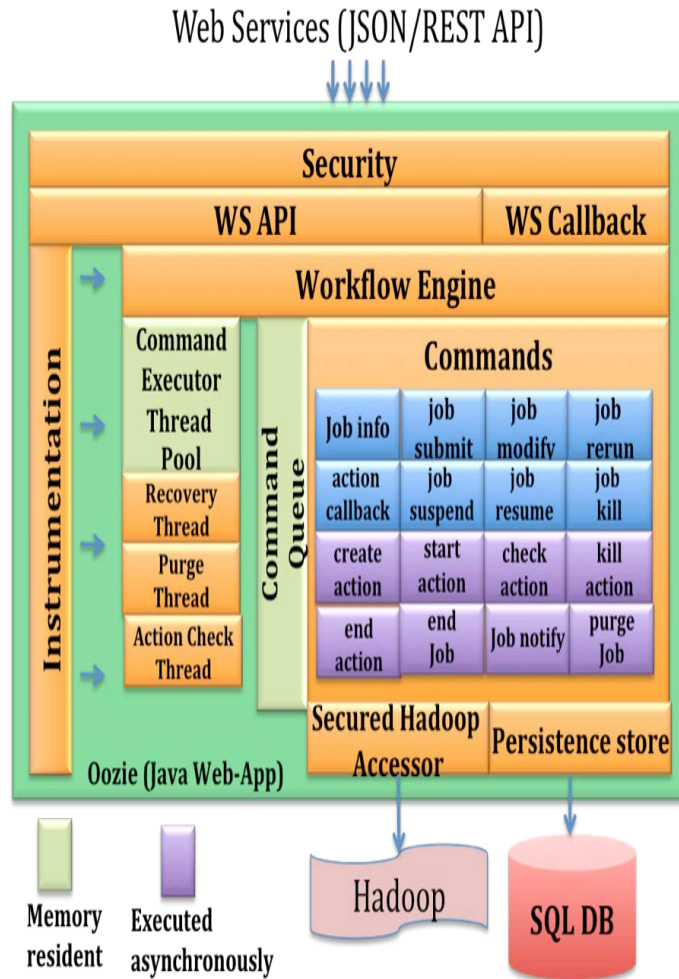 Web Services (JSON/REST API)
Security
WS API
WS Callback
Instrumentation
Workflow Engine
Command
Executor
Thread
Pool
Recovery
Thread
Purge
Thread
Action Check
Thread
Command
Queue
Commands
Job info
job
submit
job
modify
job
rerun
action
callback
job
suspend
job
resume
job
kill
create
action
start
action
check
action
kill
action
end
action
end
Job
Job notify
purge
Job
Secured Hadoop
Accessor
Persistence store
Oozie (Java Web-App)
Memory
resident
Executed
asynchronously
Hadoop
SQL DB